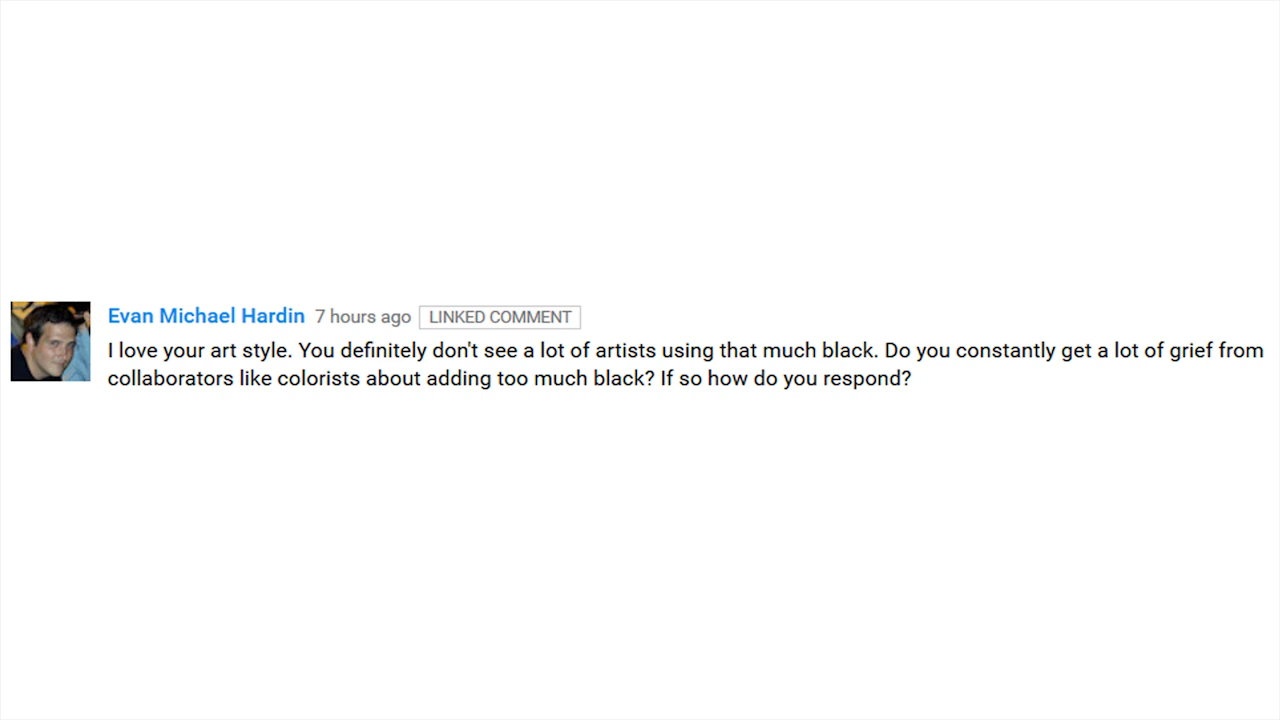 Evan Michael Hardin 7 hours ago LINKED COMMENT
I love your art style. You definitely don't see a lot of artists using that much black. Do you constantly get a lot of grief from
collaborators like colorists about adding too much black? If so how do you respond?